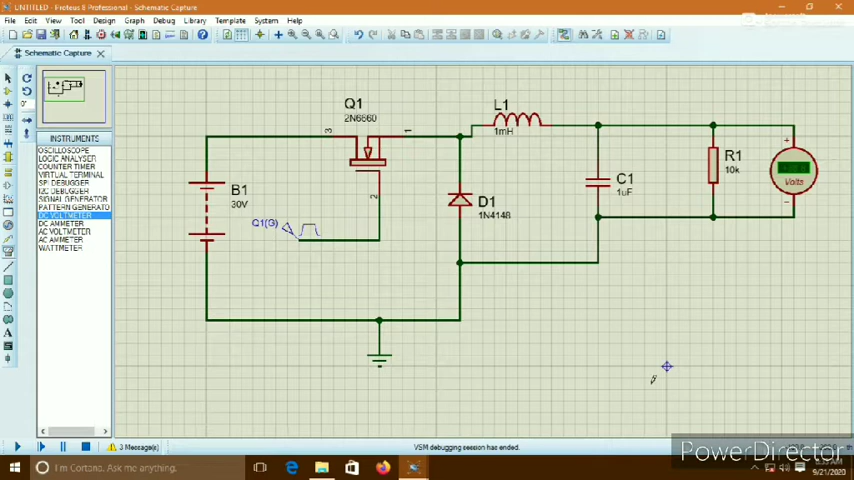 UNTITLED - Proteus 8 Professional - Schematic Capture
File Edit View Tool Design Graph Debug Library Template System Help
Schematic Capture
INSTRUMENTS
OSCILLOSCOPE
LOGIC ANALYSER
COUNTER TIMER
VIRTUAL TERMINAL
SPI DEBUGGER
I2C DEBUGGER
SIGNAL GENERATOR
PATTERN GENERATO
DC VOLTMETER
DC AMMETER
AC VOLTMETER
AC AMMETER
WATTMETER
Q1
2N6660
3
1
2
L1
1mH
B1
30V
Q1(G)
D1
1N4148
C1
1uF
R1
10k
Volts
3 Message(s)
VSM debugging session has ended.
PowerDirector
I'm Cortana. Ask me anything.
9/21/2020